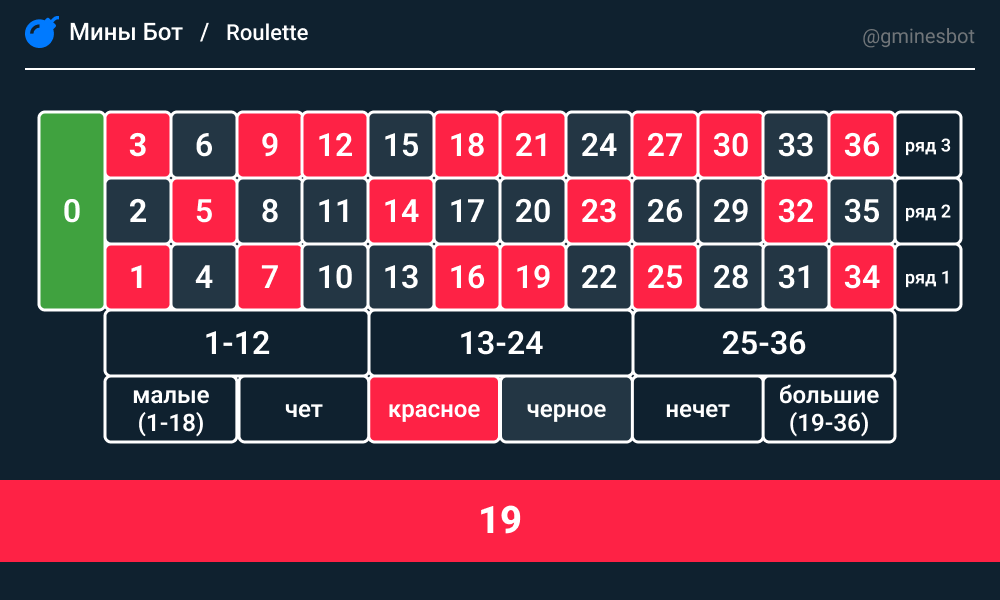 Мины Бот / Roulette
@gminesbot
3 6 9 12 15 18 21 24 27 30 33 36 ряд 3
0 2 5 8 11 14 17 20 23 26 29 32 35 ряд 2
1 4 7 10 13 16 19 22 25 28 31 34 ряд 1
1-12 13-24 25-36
малые
(1-18)
чет
красное
черное
нечет
большие
(19-36)
19